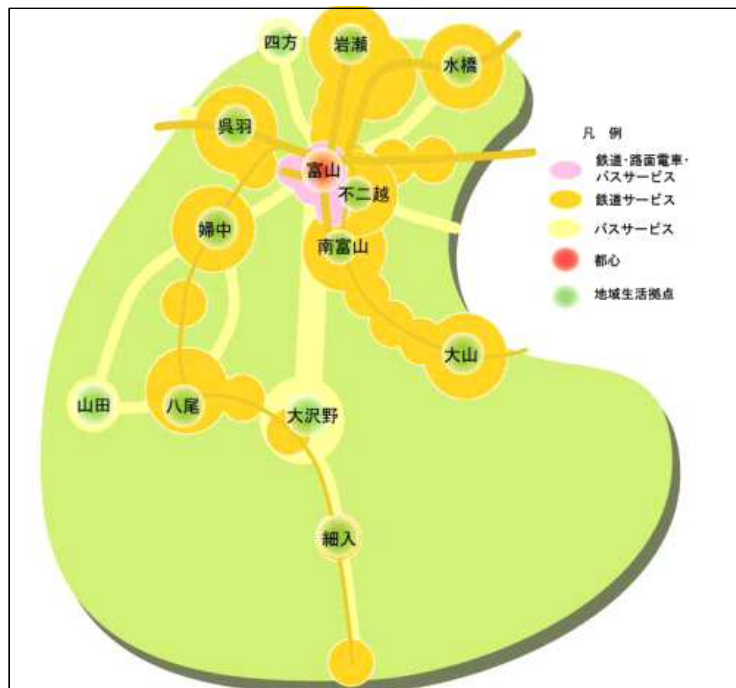 四方
岩瀬
水橋
呉羽
富山
不二越
婦中
南富山
大山
山田
八尾
大沢野
細入
凡 例
鉄道・路面電車・
バスサービス
鉄道サービス
バスサービス
都心
地域生活拠点